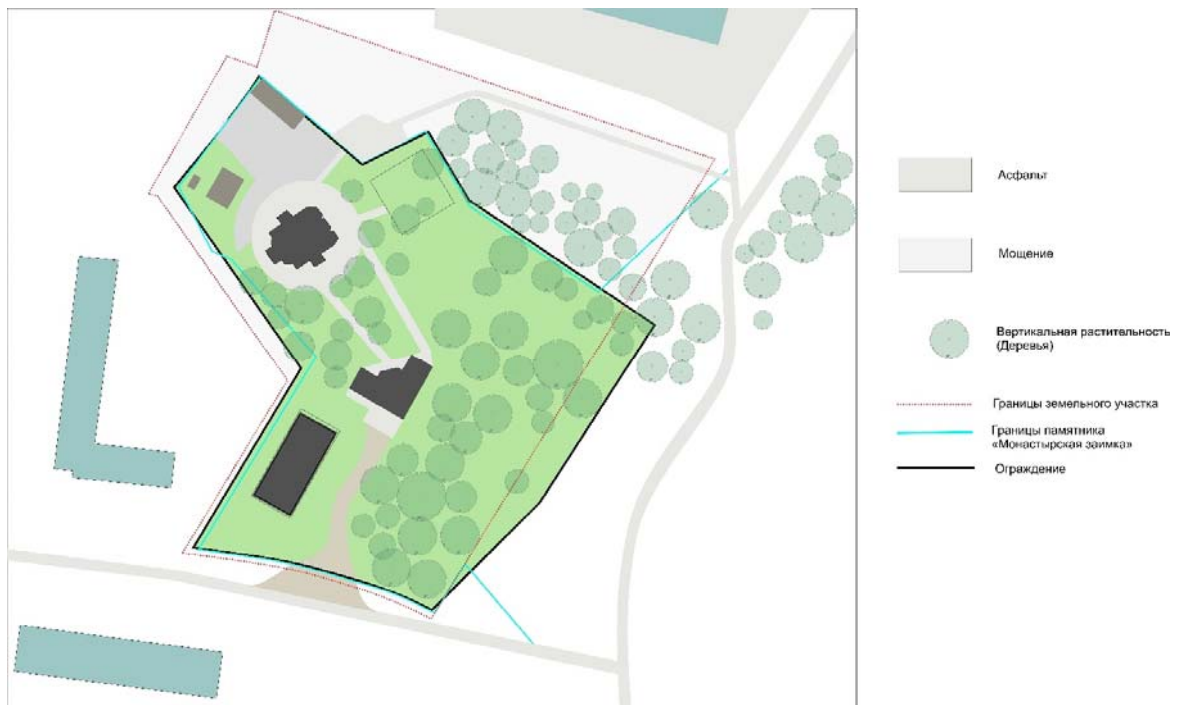 Асфальт
Мощение
Вертикальная растительность
(Деревья)
Границы земельного участка
Границы памятника
«Монастырская заимка»
Ограждение